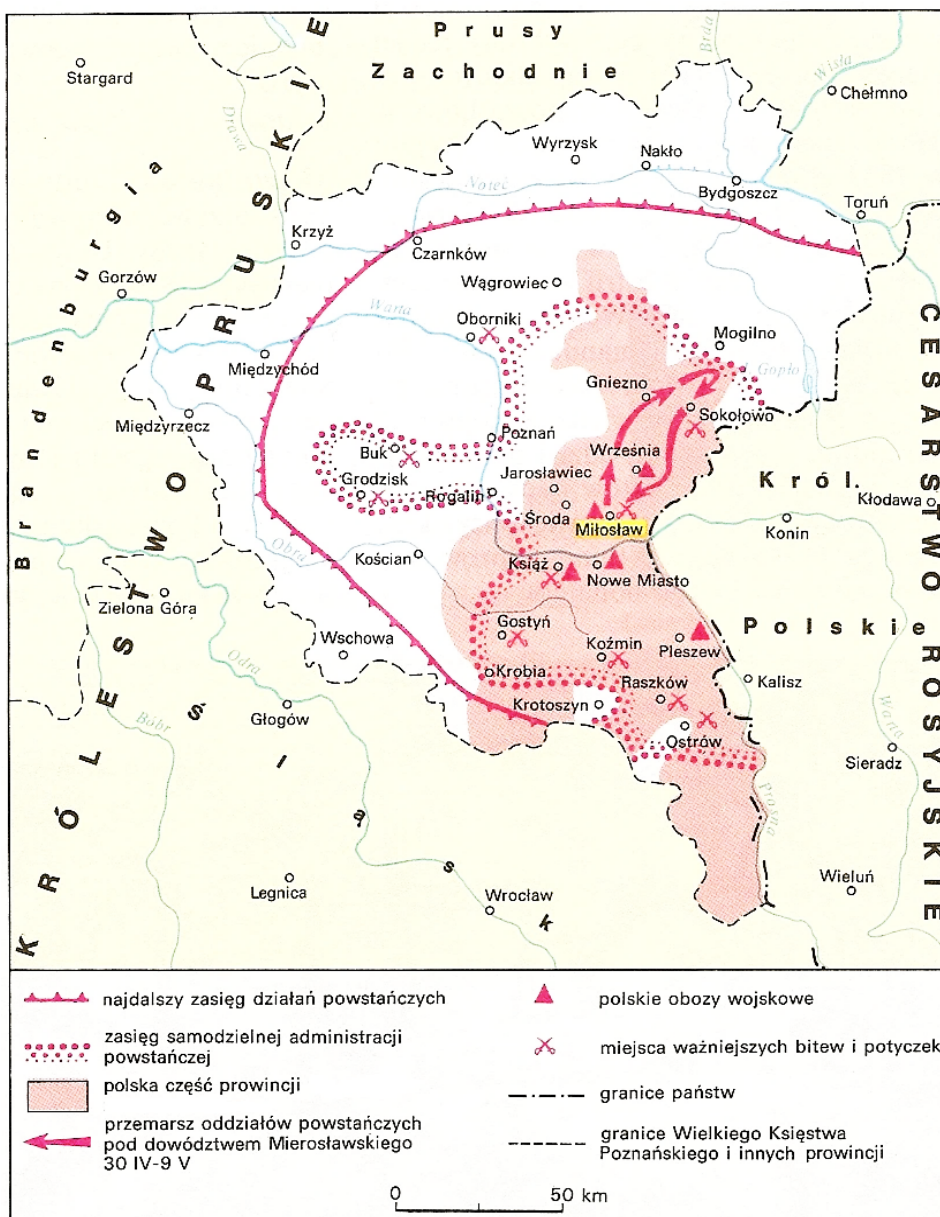 Prusy
Zachodnie
Stargard
Drawa
Brda
Wisła
Chełmno
Wyrzysk
Nakło
Noteć
Bydgoszcz
Toruń
Krzyż
Czarnków
Gorzów
Wągrowiec
Warta
Oborniki
Mogilno
Międzychód
J. Gopło
Gniezno
Międzyrzecz
Sokołowo
Poznań
Buk
Września
Grodzisk
Jarosławiec
Rogalin
Król.
Kłodawa
Środa
Miłosław
Konin
Obra
Kościan
Książ
Nowe Miasto
Zielona Góra
Gostyń
Koźmin
Polskie
Wschowa
Pleszew
Odra
Krobia
Raszków
Kalisz
Głogów
Krotoszyn
Bóbr
Ostrów
Warta
Sieradz
Prosna
Legnica
Wieluń
Wrocław
Brandenburgia
KRÓLESTWO PRUSKIE
Śląsk
CESARSTWO ROSYJSKIE
najdalszy zasięg działań powstańczych
zasięg samodzielnej administracji
powstańczej
polska część prowincji
przemarsz oddziałów powstańczych
pod dowództwem Mierosławskiego
30 IV-9 V
polskie obozy wojskowe
miejsca ważniejszych bitew i potyczek
granice państw
granice Wielkiego Księstwa
Poznańskiego i innych prowincji
0 50 km